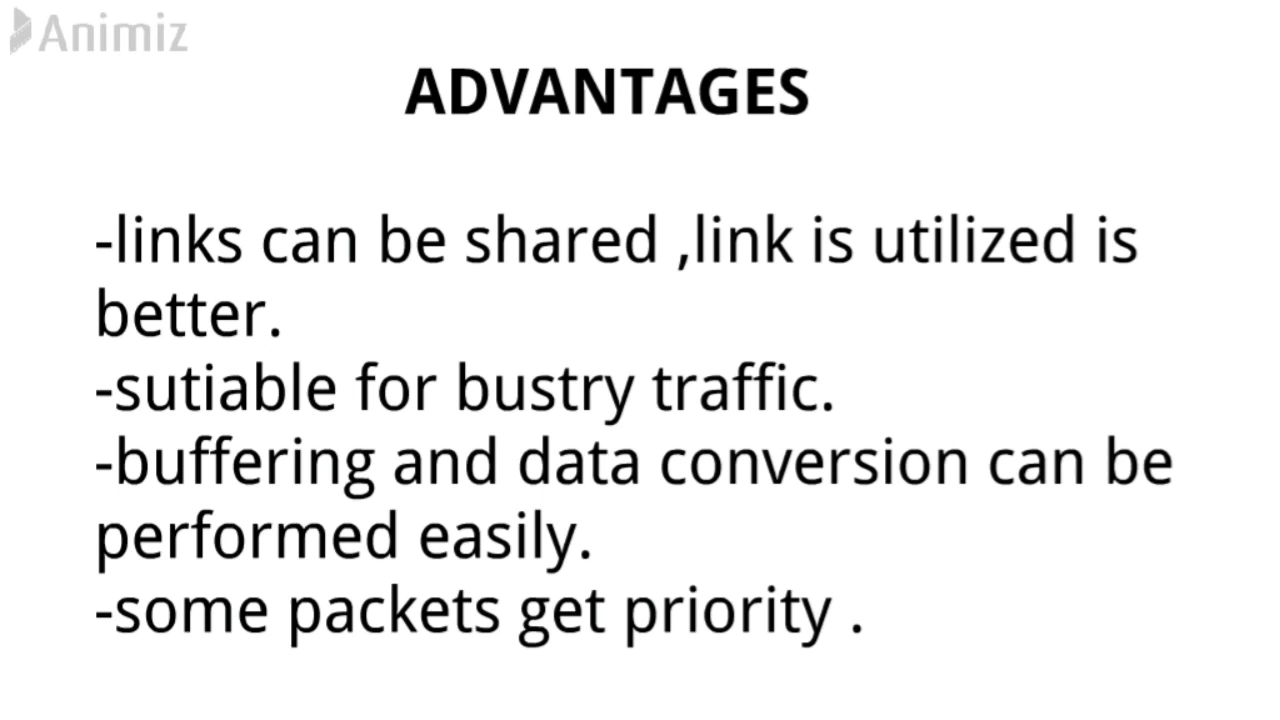 Animiz
ADVANTAGES
-links can be shared ,link is utilized is
better.
-sutiable for bustry traffic.
-buffering and data conversion can be
performed easily.
-some packets get priority .